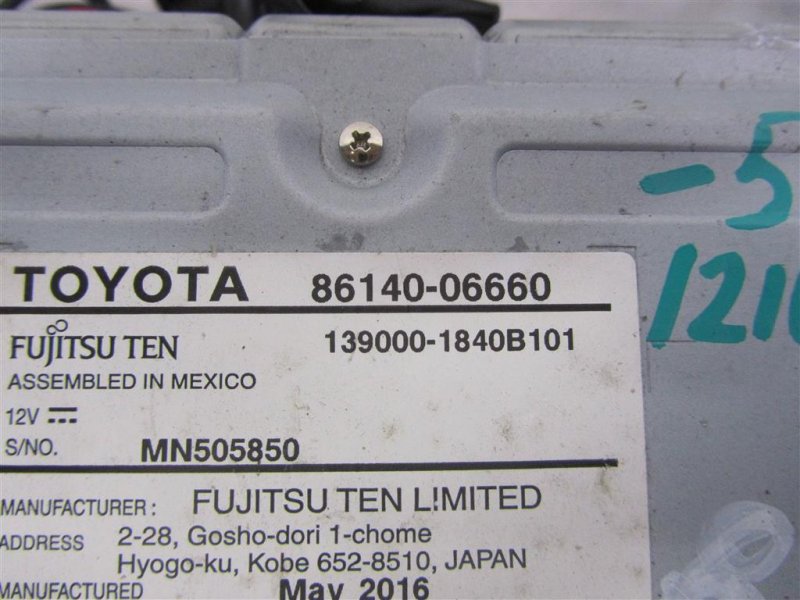 -5
TOYOTA 86140-06660
FUJITSU TEN 139000-1840B101
ASSEMBLED IN MEXICO
12V
S/NO. MN505850
MANUFACTURER: FUJITSU TEN LIMITED
ADDRESS 2-28, Gosho-dori 1-chome
Hyogo-ku, Kobe 652-8510, JAPAN
MANUFACTURED May 2016